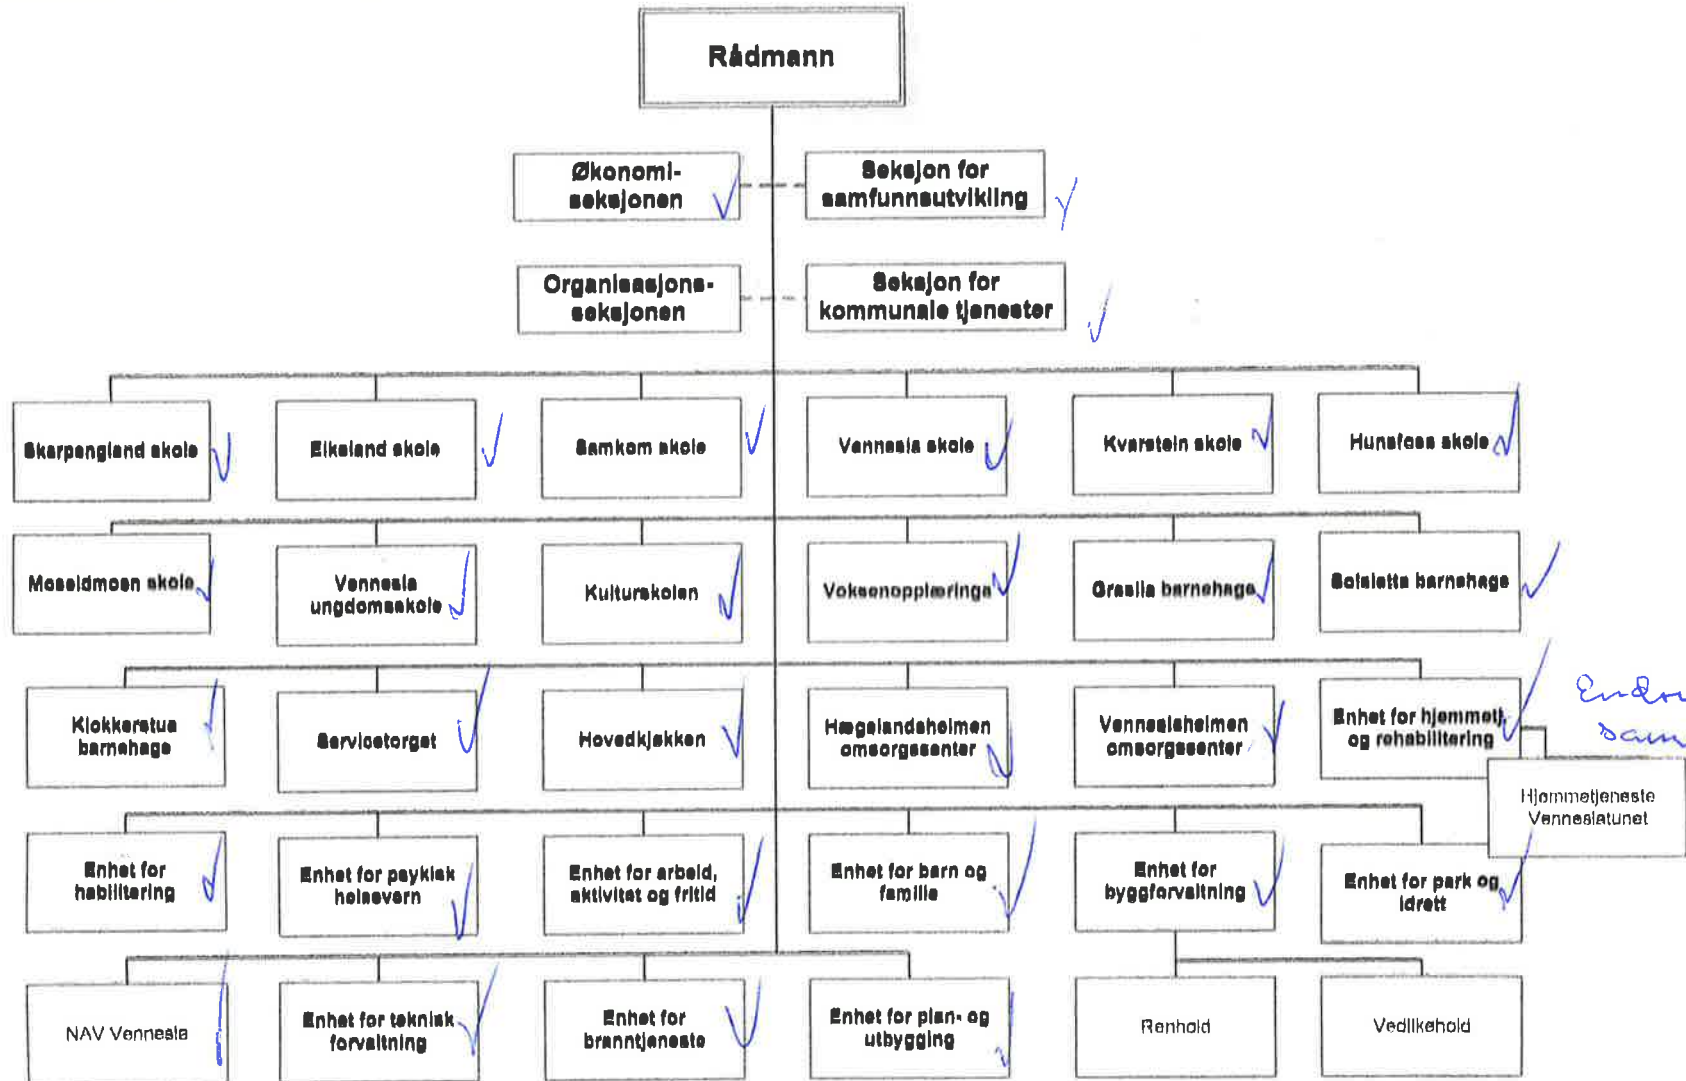 Rådmann
Økonomi-
seksjonen
Seksjon for
samfunnsutvikling
Organisasjons-
seksjonen
Seksjon for
kommunale tjenester
Skarpengland skole
Eikeland skole
Samkom skole
Vennesla skole
Kvarstein skole
Hunsfoss skole
Moseidmoen skole
Vennesla
ungdomsskole
Kulturskolen
Voksenopplæringa
Graslia barnehage
Solsletta barnehage
Klokkerstua
barnehage
Servicetorget
Hovedkjøkken
Hægelandsheimen
omsorgssenter
Venneslaheimen
omsorgssenter
Enhet for hjemmetj.
og rehabilitering
Hjemmetjeneste
Venneslatunet
Enhet for
habilitering
Enhet for psykisk
helsevern
Enhet for arbeid,
aktivitet og fritid
Enhet for barn og
familie
Enhet for
byggforvaltning
Enhet for park og
idrett
NAV Vennesla
Enhet for teknisk
forvaltning
Enhet for
branntjeneste
Enhet for plan- og
utbygging
Renhold
Vedlikehold